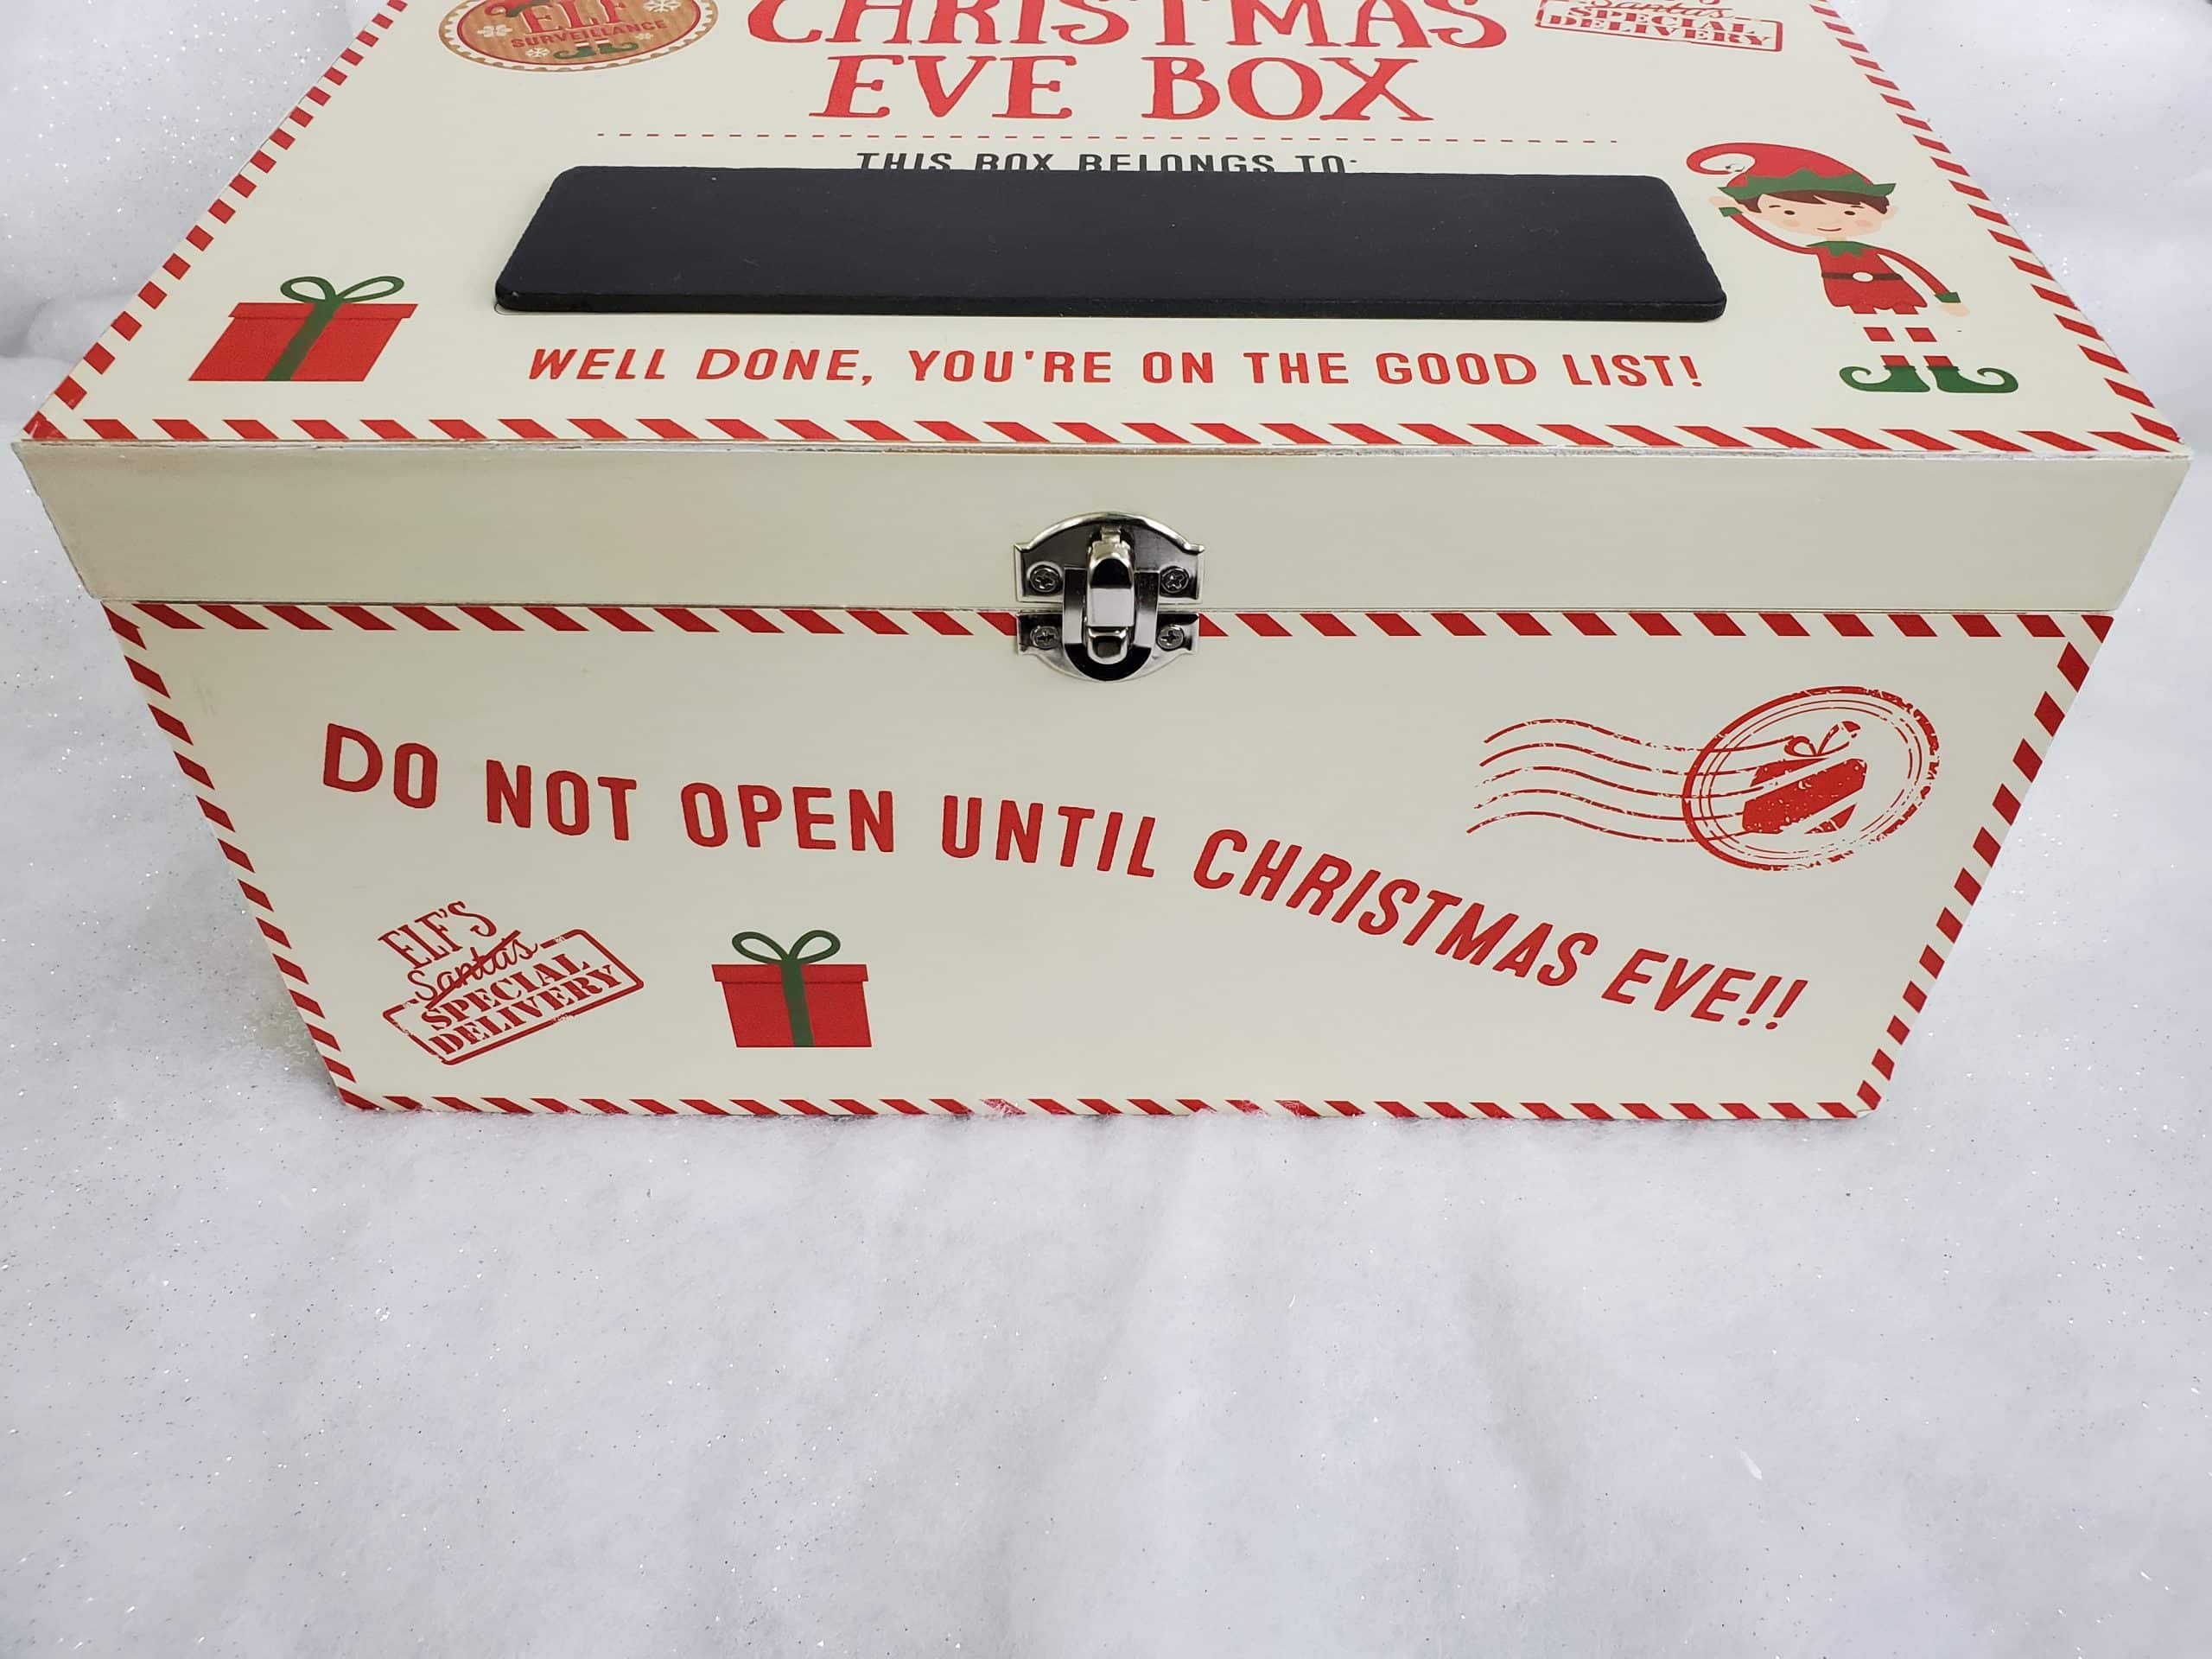 ELF
SURVEILLANCE
CHRISTMAS
EVE BOX
Santa's
SPECIAL
DELIVERY
THIS BOX BELONGS TO:
WELL DONE, YOU'RE ON THE GOOD LIST!
DO NOT OPEN UNTIL CHRISTMAS EVE!!
ELF'S
Santas
SPECIAL
DELIVERY